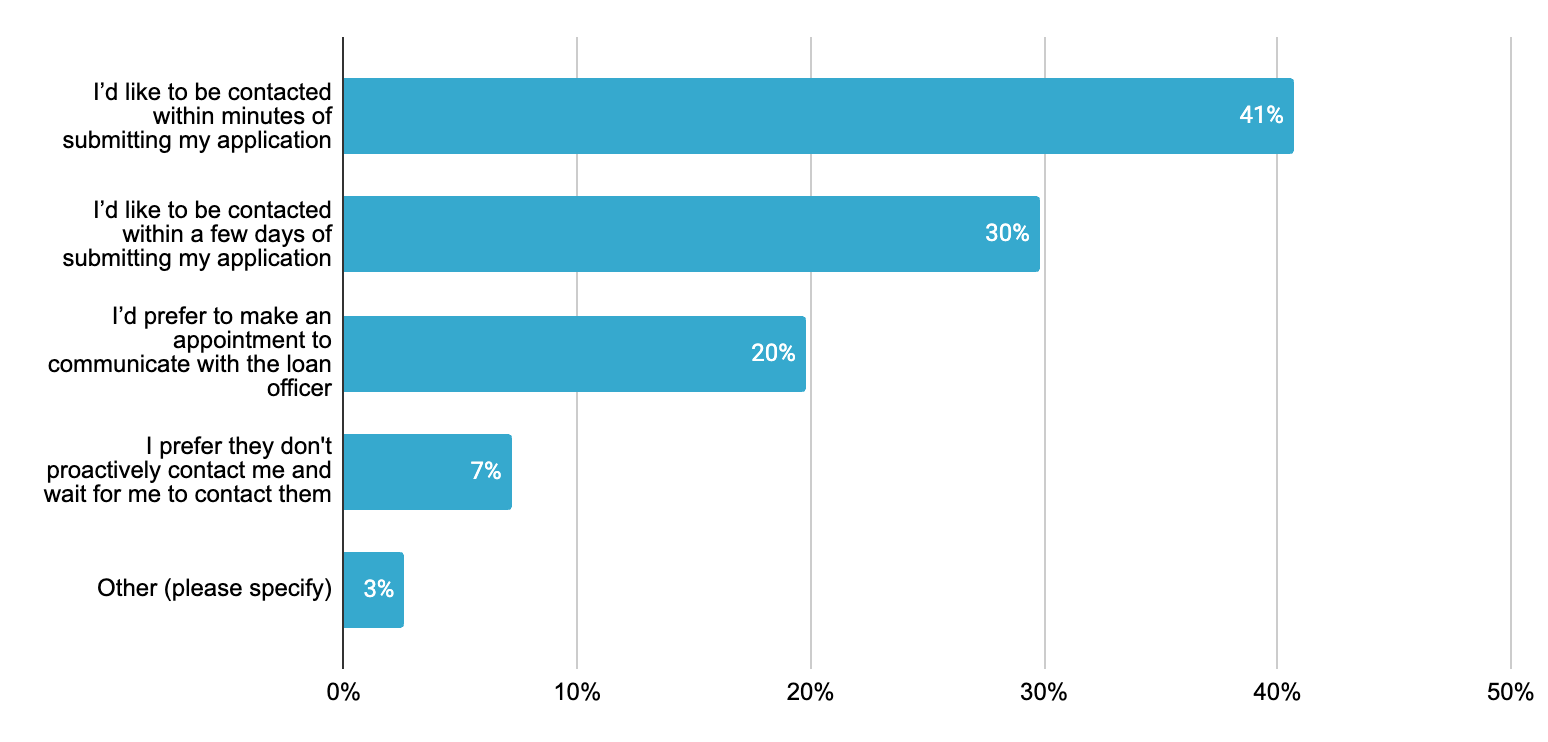 I’d like to be contacted
within minutes of
submitting my application
41%
I’d like to be contacted
within a few days of
submitting my application
30%
I’d prefer to make an
appointment to
communicate with the loan
officer
20%
I prefer they don't
proactively contact me and
wait for me to contact them
7%
Other (please specify)
3%
0% 10% 20% 30% 40% 50%